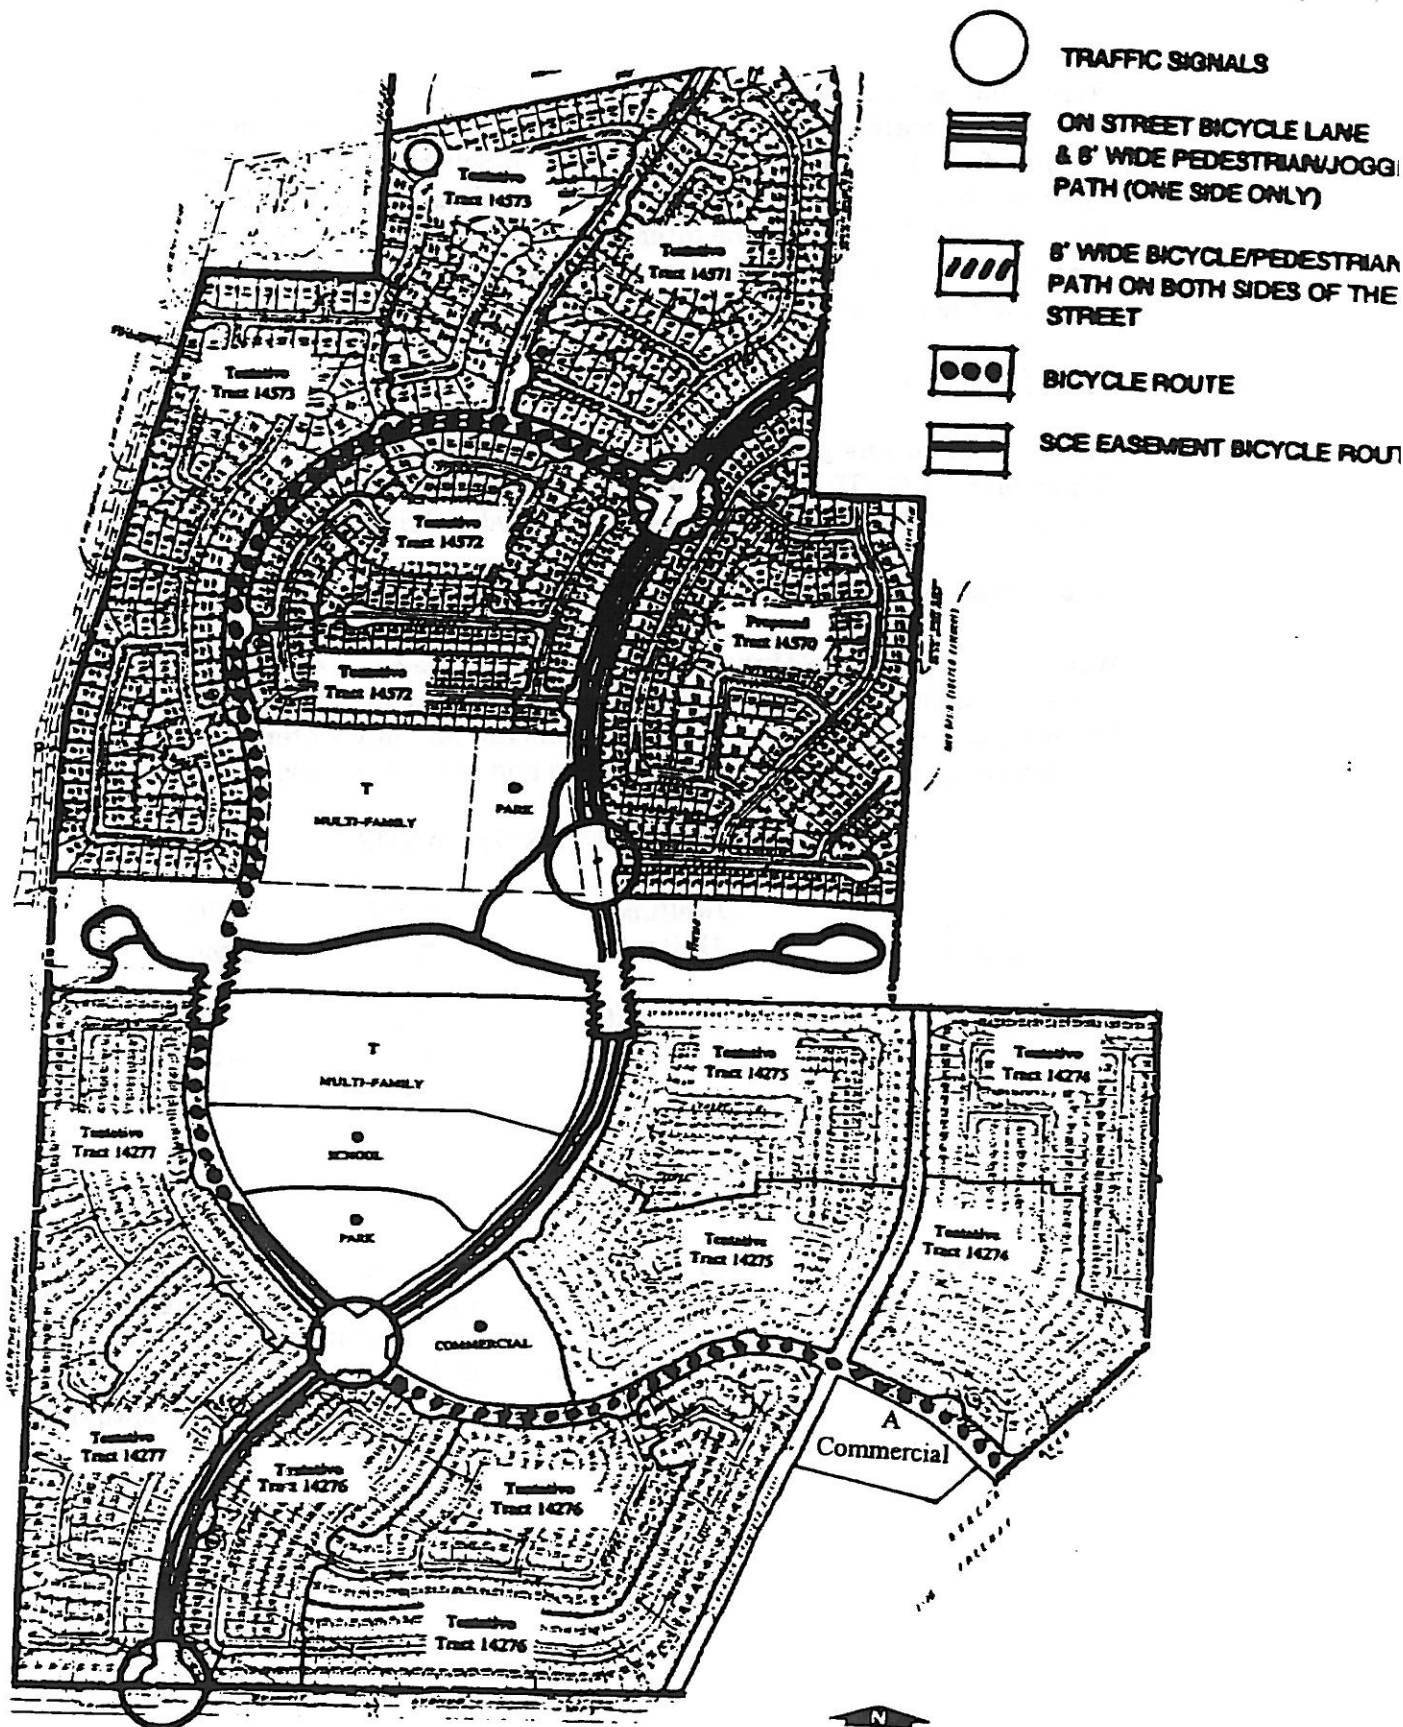 TRAFFIC SIGNALS
ON STREET BICYCLE LANE
& 8' WIDE PEDESTRIAN/JOGGI
PATH (ONE SIDE ONLY)
8' WIDE BICYCLE/PEDESTRIAN
PATH ON BOTH SIDES OF THE
STREET
BICYCLE ROUTE
SCE EASEMENT BICYCLE ROUT
Tentative
Tract 14573
Tentative
Tract 14571
Tentative
Tract 14573
Tentative
Tract 14572
Proposed
Tract 14570
Tentative
Tract 14572
T
MULTI-FAMILY
PARK
T
MULTI-FAMILY
Tentative
Tract 14275
Tentative
Tract 14274
Tentative
Tract 14277
SCHOOL
PARK
Tentative
Tract 14275
Tentative
Tract 14274
COMMERCIAL
A
Commercial
Tentative
Tract 14277
Tentative
Tract 14276
Tentative
Tract 14276
Tentative
Tract 14276
N